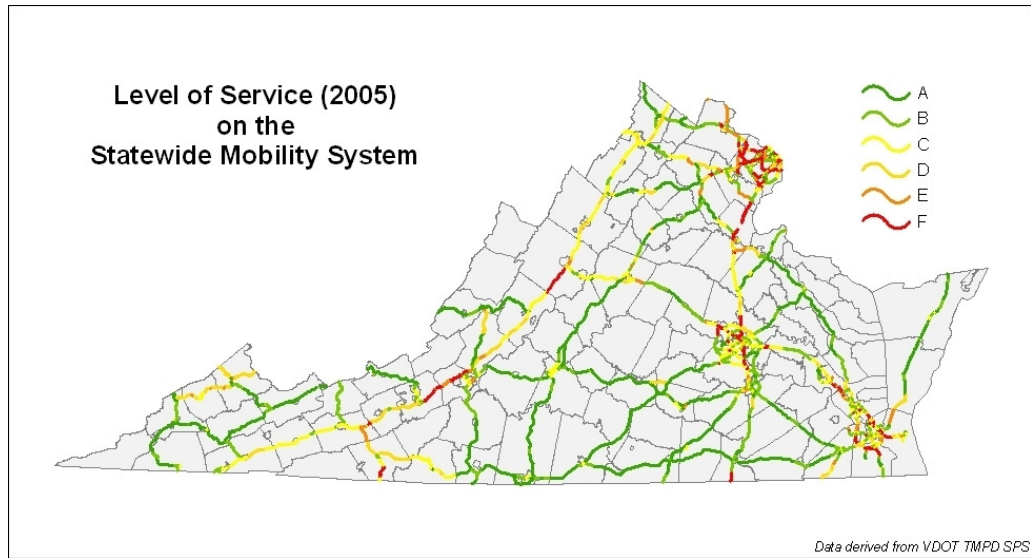 Level of Service (2005)
on the
Statewide Mobility System
A
B
C
D
E
F
Data derived from VDOT TMPD SPS